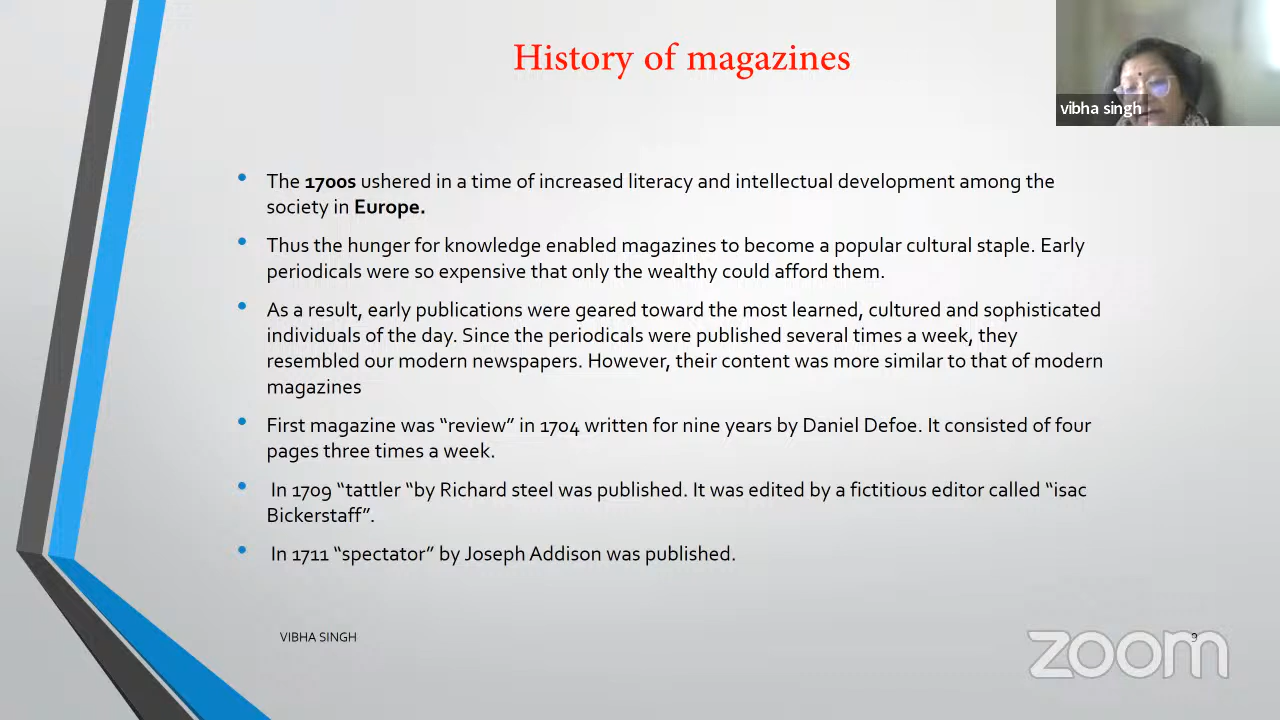 History of magazines
vibha singh
The 1700s ushered in a time of increased literacy and intellectual development among the
society in Europe.
Thus the hunger for knowledge enabled magazines to become a popular cultural staple. Early
periodicals were so expensive that only the wealthy could afford them.
As a result, early publications were geared toward the most learned, cultured and sophisticated
individuals of the day. Since the periodicals were published several times a week, they
resembled our modern newspapers. However, their content was more similar to that of modern
magazines
First magazine was “review” in 1704 written for nine years by Daniel Defoe. It consisted of four
pages three times a week.
In 1709 “tattler “by Richard steel was published. It was edited by a fictitious editor called “isac
Bickerstaff”.
In 1711 “spectator” by Joseph Addison was published.
VIBHA SINGH
9
zoom